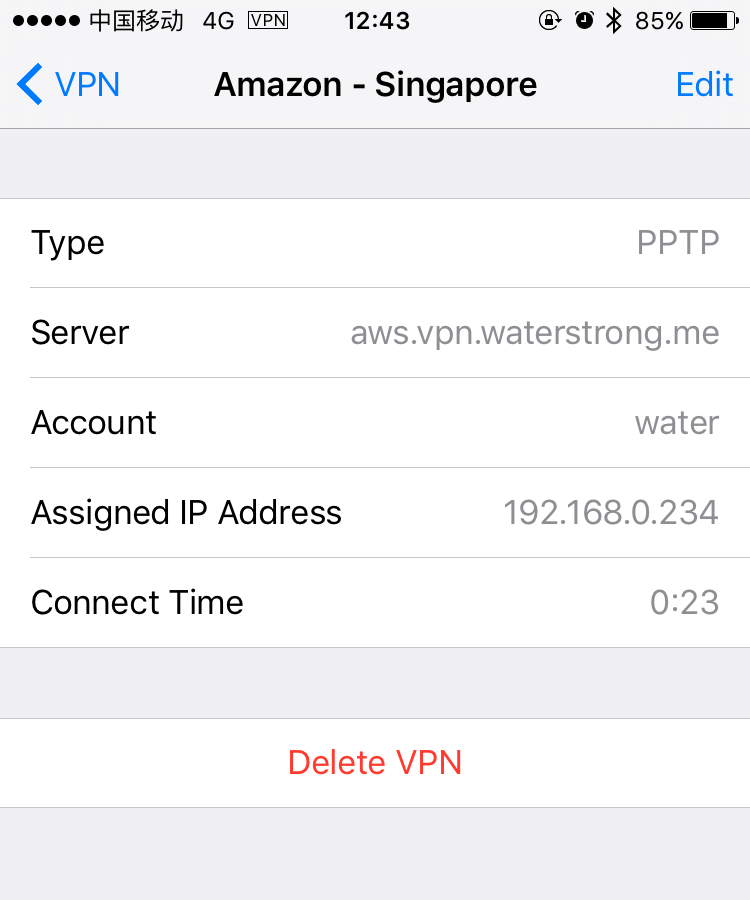 中国移动 4G VPN 12:43 85%
VPN Amazon - Singapore Edit
Type PPTP
Server aws.vpn.waterstrong.me
Account water
Assigned IP Address 192.168.0.234
Connect Time 0:23
Delete VPN